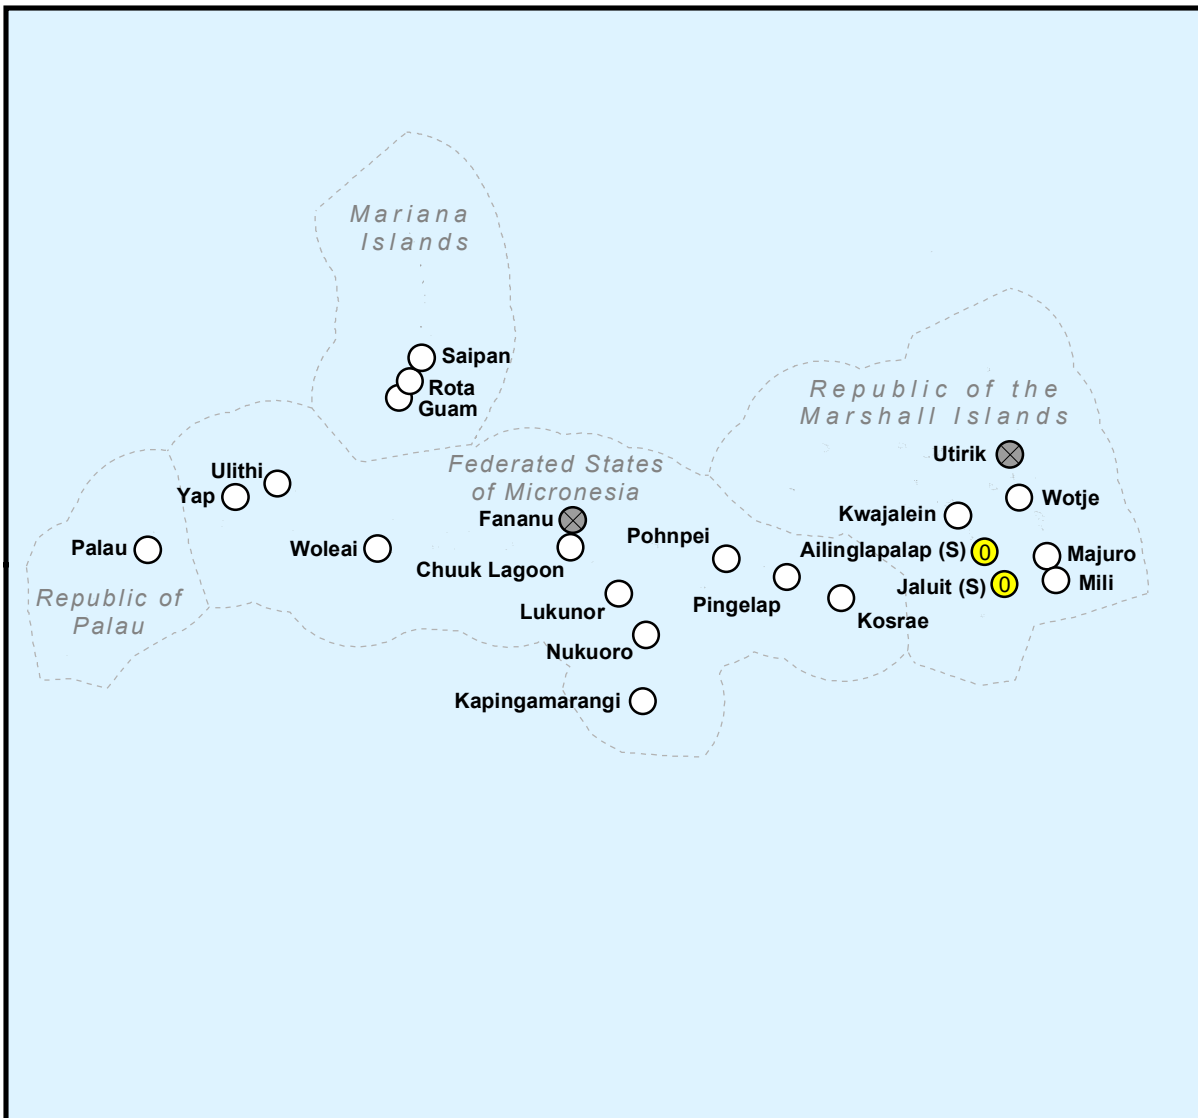 Mariana
Islands
Saipan
Rota
Guam
Republic of the
Marshall Islands
Utirik
Federated States
of Micronesia
Ulithi
Yap
Wotje
Fananu
Kwajalein
Pohnpei
Palau
Woleai
Ailinglapalap (S) 0
Majuro
Chuuk Lagoon
Jaluit (S) 0
Mili
Republic of
Palau
Lukunor
Pingelap
Kosrae
Nukuoro
Kapingamarangi